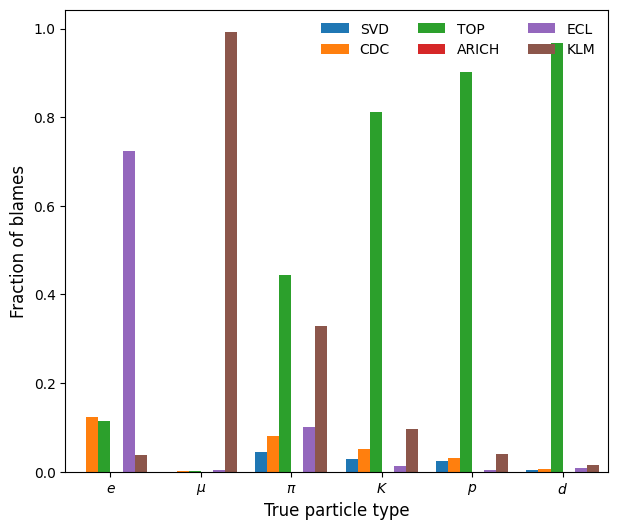 SVD TOP ECL
CDC ARICH KLM
1.0
0.8
0.6
0.4
0.2
0.0
Fraction of blames
e μ π K p d
True particle type